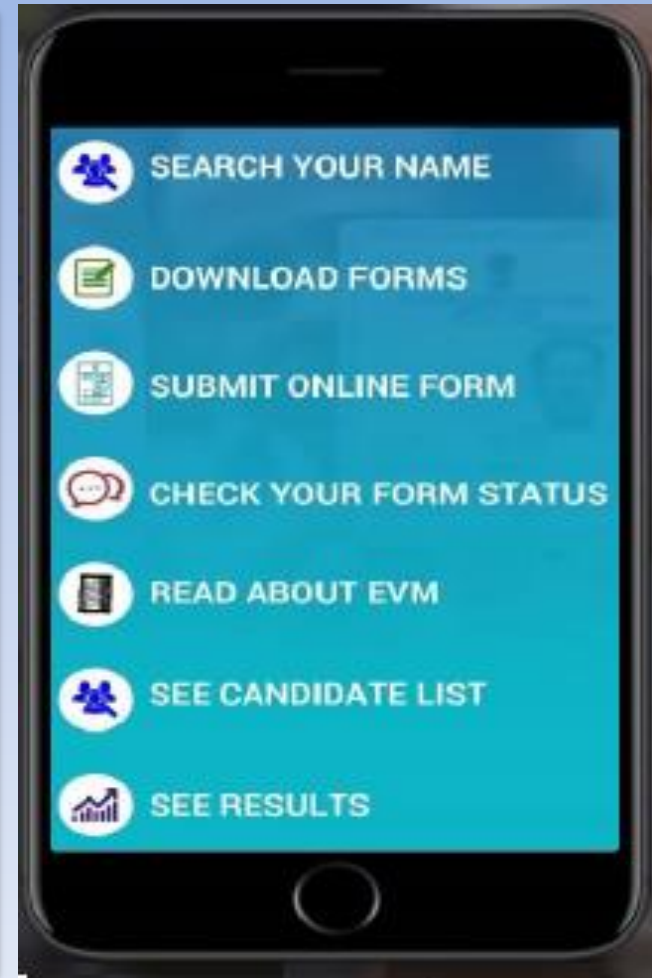 SEARCH YOUR NAME
DOWNLOAD FORMS
SUBMIT ONLINE FORM
CHECK YOUR FORM STATUS
READ ABOUT EVM
SEE CANDIDATE LIST
SEE RESULTS